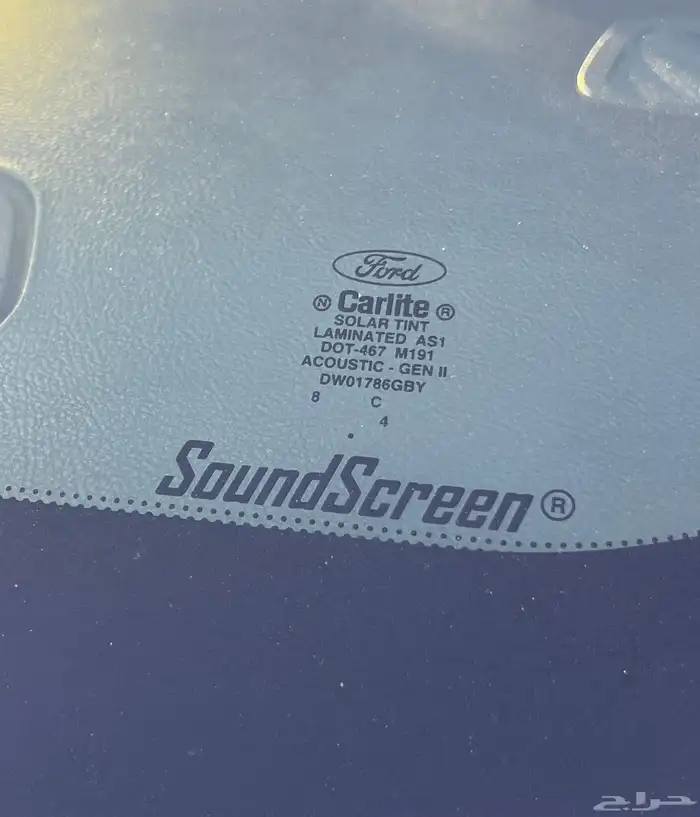 Ford
N Carlite ®
SOLAR TINT
LAMINATED AS1
DOT-467 M191
ACOUSTIC - GEN II
DW01786GBY
8 C
4
SoundScreen®
حراج